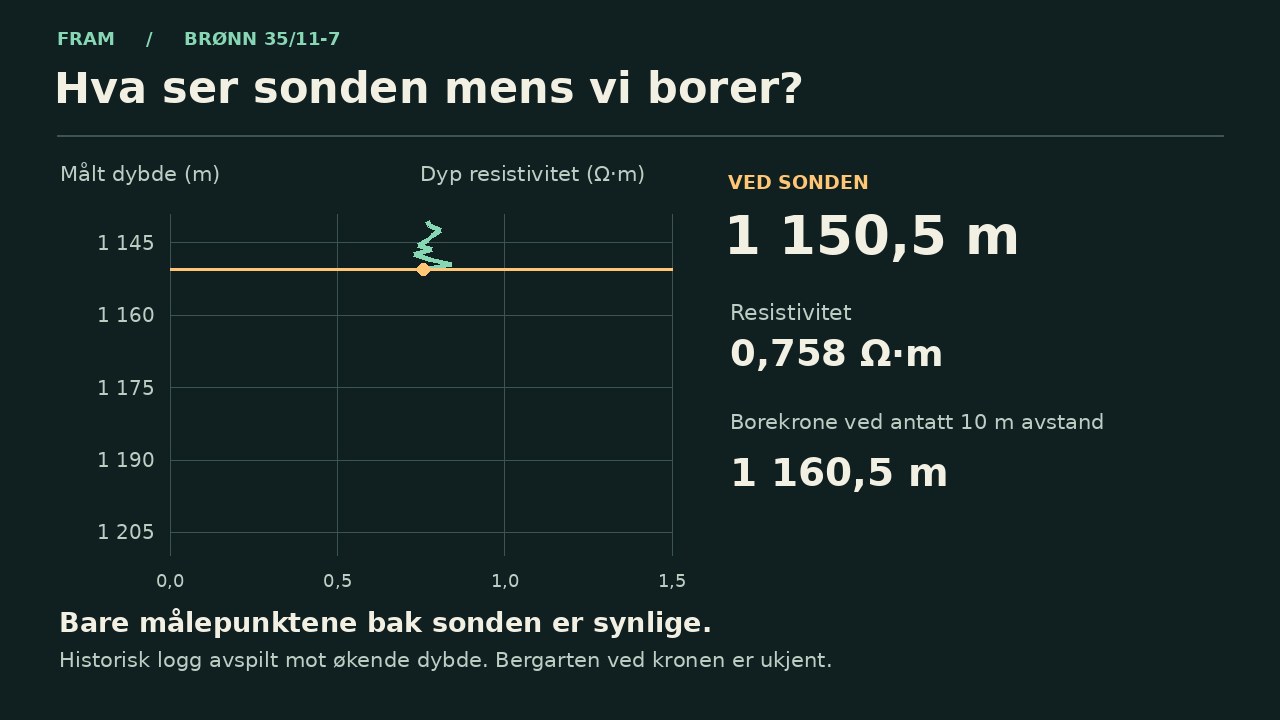 FRAM / BRØNN 35/11-7
Hva ser sonden mens vi borer?
Målt dybde (m)
Dyp resistivitet (Ω·m)
1 145
1 160
1 175
1 190
1 205
0,0 0,5 1,0 1,5
VED SONDEN
1 150,5 m
Resistivitet
0,758 Ω·m
Borekrone ved antatt 10 m avstand
1 160,5 m
Bare målepunktene bak sonden er synlige.
Historisk logg avspilt mot økende dybde. Bergarten ved kronen er ukjent.